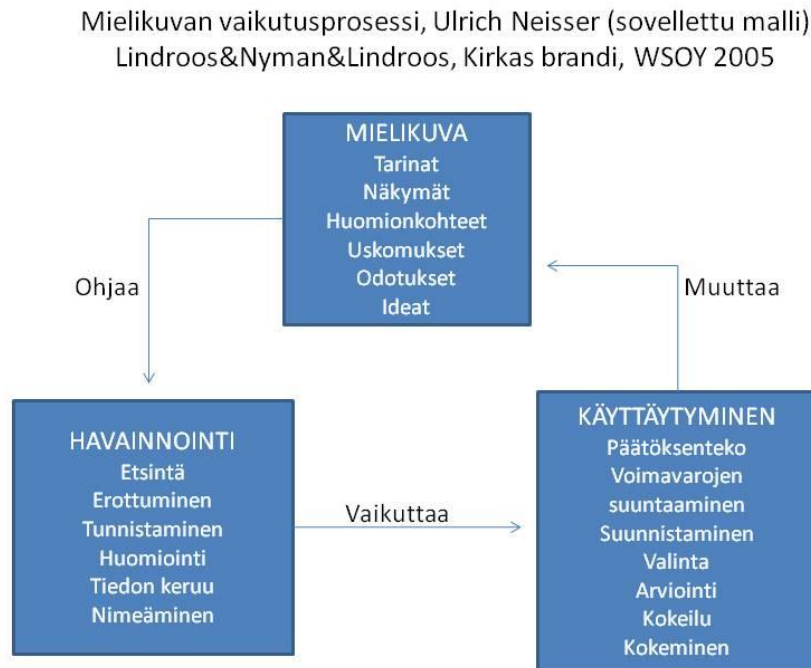 Mielikuvan vaikutusprosessi, Ulrich Neisser (sovellettu malli)
Lindroos&Nyman&Lindroos, Kirkas brandi, WSOY 2005
MIELIKUVA
Tarinat
Näkymät
Huomionkohteet
Uskomukset
Odotukset
Ideat
Ohjaa
Muuttaa
HAVAINNOINTI
Etsintä
Erottuminen
Tunnistaminen
Huomiointi
Tiedon keruu
Nimeäminen
Vaikuttaa
KÄYTTÄYTYMINEN
Päätöksenteko
Voimavarojen
suuntaaminen
Suunnistaminen
Valinta
Arviointi
Kokeilu
Kokeminen